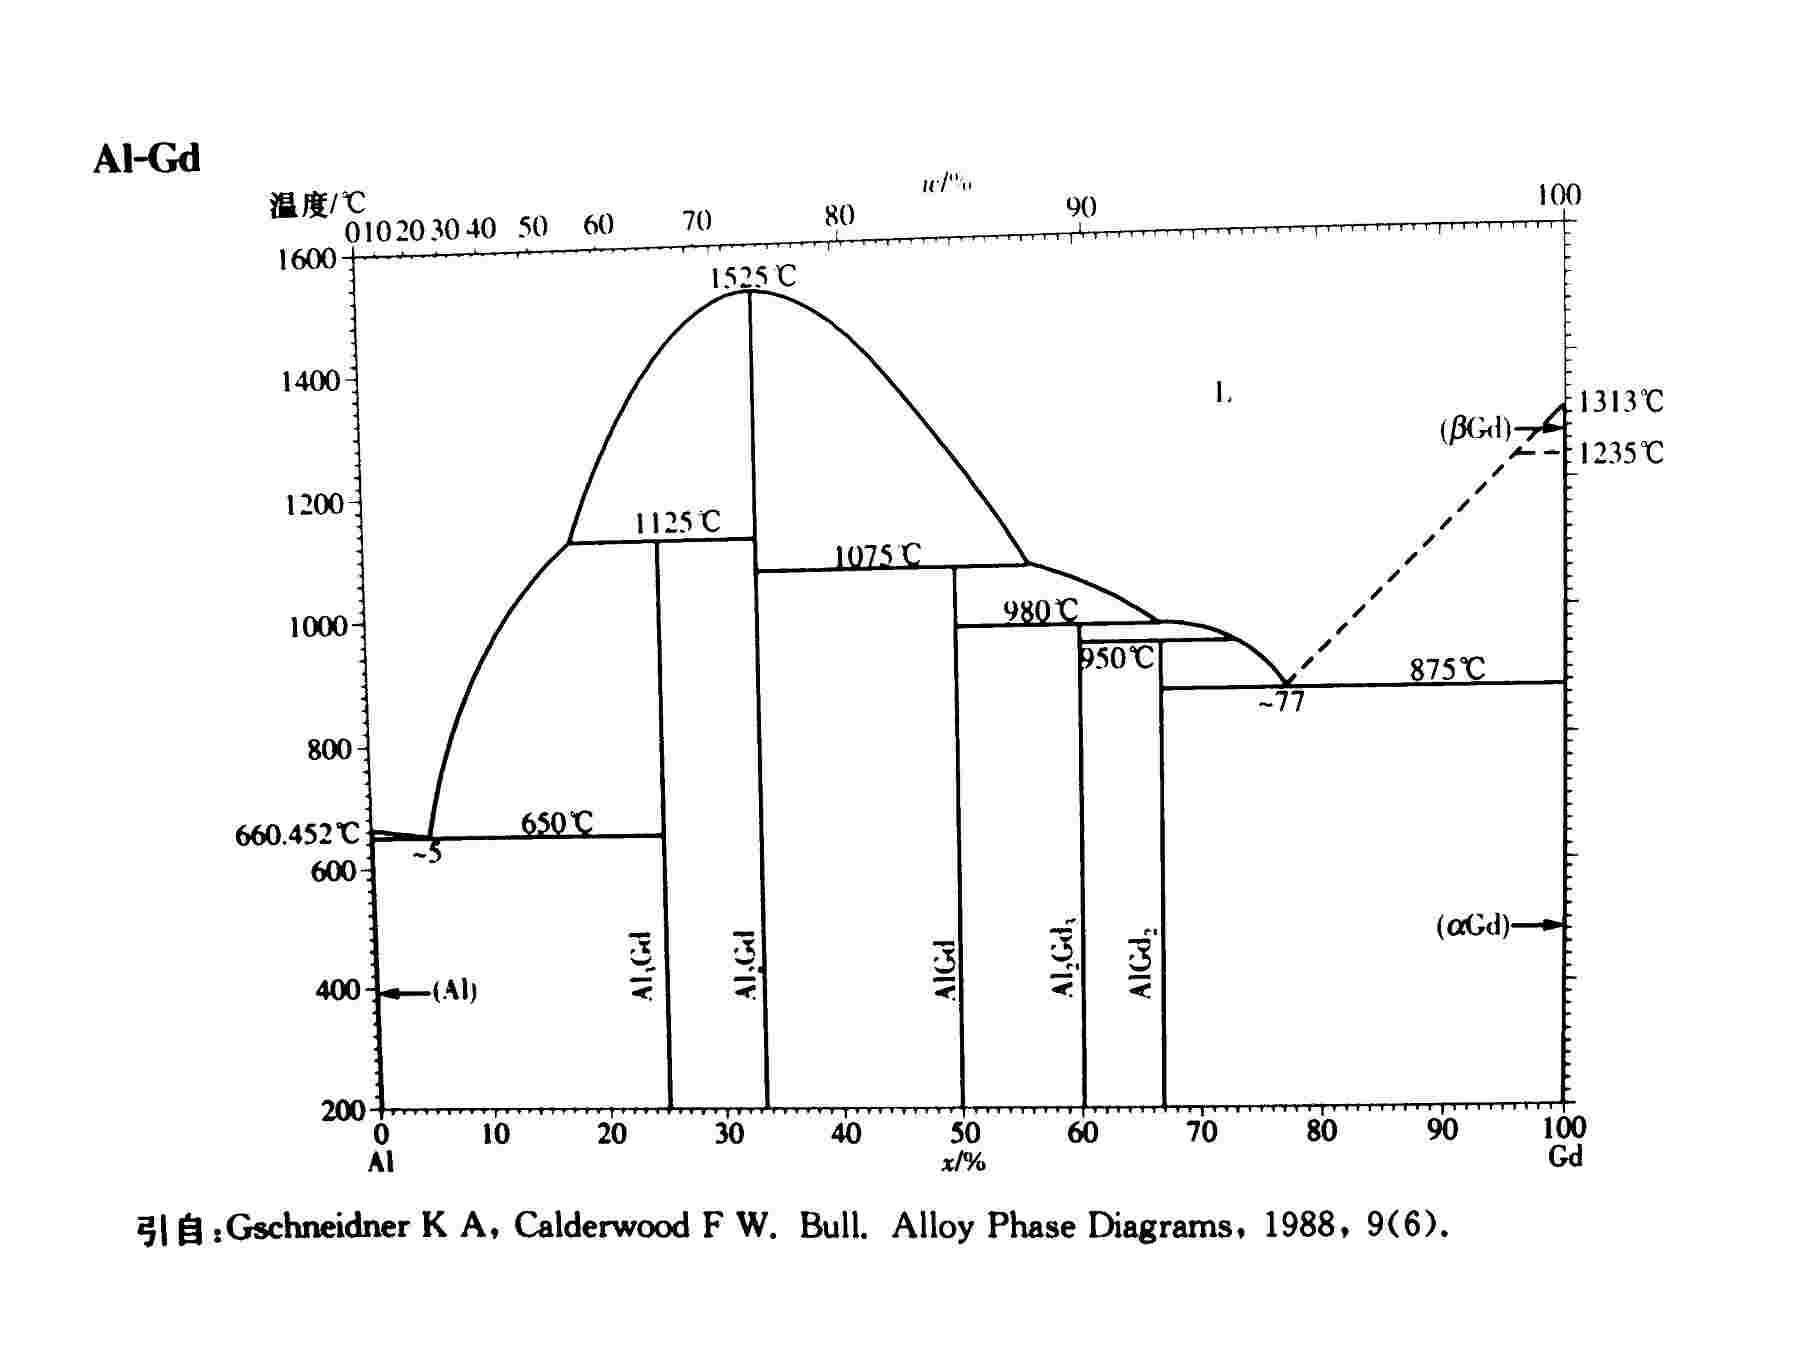 Al-Gd
温度/℃
w/%
0 10 20 30 40 50 60 70 80 90 100
1600
1525℃
1400
L
1313℃
(βGd)
1235℃
1200
1125℃
1075℃
1000
980℃
950℃
875℃
~77
800
660.452℃
650℃
~5
600
Al₃Gd
Al₂Gd
AlGd
Al₂Gd₃
AlGd₂
(αGd)
400
(Al)
200
0 10 20 30 40 50 60 70 80 90 100
Al
x/%
Gd
引自:Gschneidner K A, Calderwood F W. Bull. Alloy Phase Diagrams, 1988, 9(6).